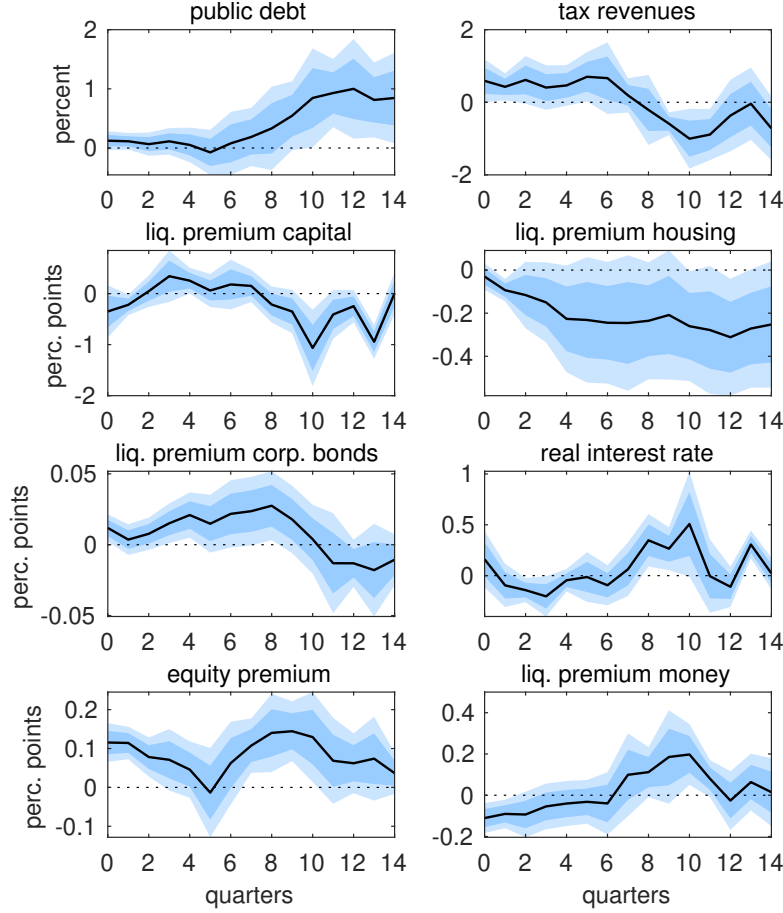 public debt
tax revenues
percent
2
1
0
2
0
-2
0 2 4 6 8 10 12 14
0 2 4 6 8 10 12 14
liq. premium capital
liq. premium housing
perc. points
0
-1
-2
0
-0.2
-0.4
0 2 4 6 8 10 12 14
0 2 4 6 8 10 12 14
liq. premium corp. bonds
real interest rate
perc. points
0.05
0
-0.05
1
0.5
0
0 2 4 6 8 10 12 14
0 2 4 6 8 10 12 14
equity premium
liq. premium money
perc. points
0.2
0.1
0
-0.1
0.4
0.2
0
-0.2
0 2 4 6 8 10 12 14
0 2 4 6 8 10 12 14
quarters
quarters